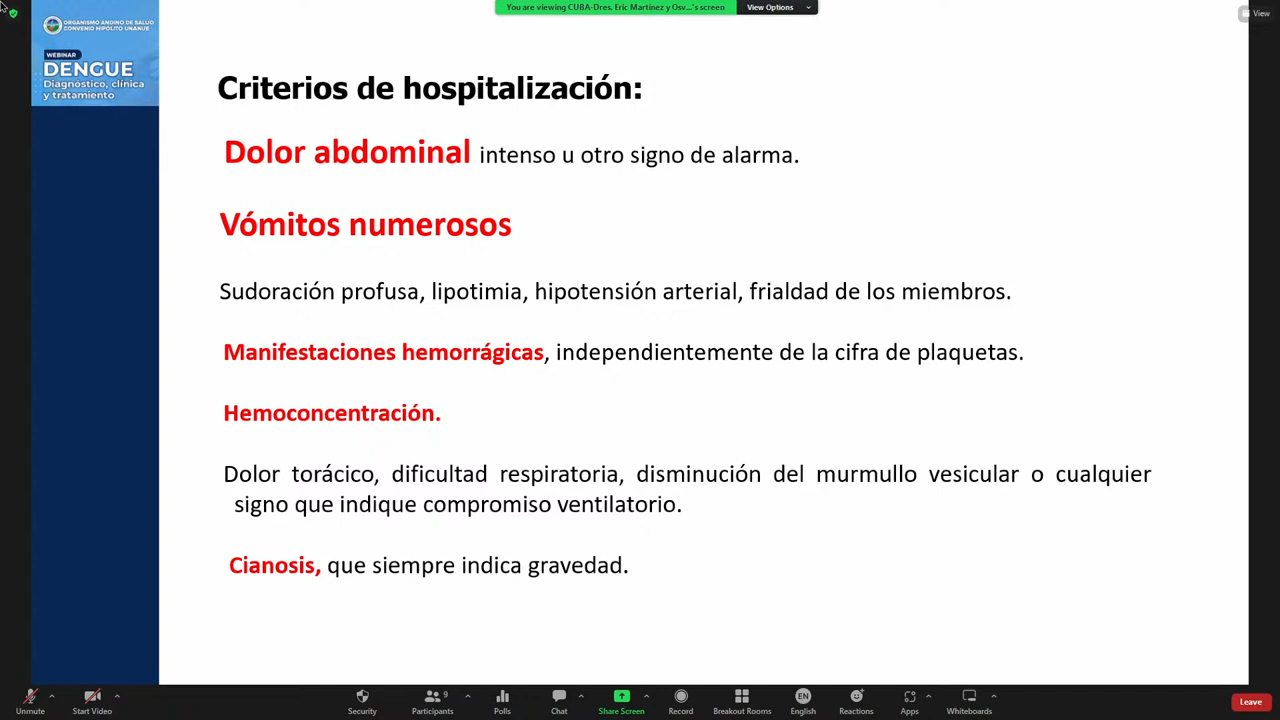 You are viewing CUBA-Dres. Eric Martínez y Osv...'s screen
View Options
View
ORGANISMO ANDINO DE SALUD
CONVENIO HIPÓLITO UNANUE
WEBINAR
DENGUE
Diagnóstico, clínica
y tratamiento
Criterios de hospitalización:
Dolor abdominal intenso u otro signo de alarma.
Vómitos numerosos
Sudoración profusa, lipotimia, hipotensión arterial, frialdad de los miembros.
Manifestaciones hemorrágicas, independientemente de la cifra de plaquetas.
Hemoconcentración.
Dolor torácico, dificultad respiratoria, disminución del murmullo vesicular o cualquier
signo que indique compromiso ventilatorio.
Cianosis, que siempre indica gravedad.
Unmute
Start Video
Security
Participants
9
Polls
Chat
Share Screen
Record
Breakout Rooms
EN
English
Reactions
Apps
Whiteboards
Leave